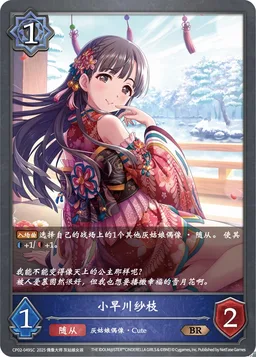 1
入场曲 选择自己的战场上的1个其他灰姑娘偶像・随从。使其
+1/+1。
我能不能变得像天上的公主那样呢?
被人爱慕固然很好，但我也想要播撒幸福的雪月花啊。
小早川纱枝
1
随从
灰姑娘偶像・Cute
BR
2